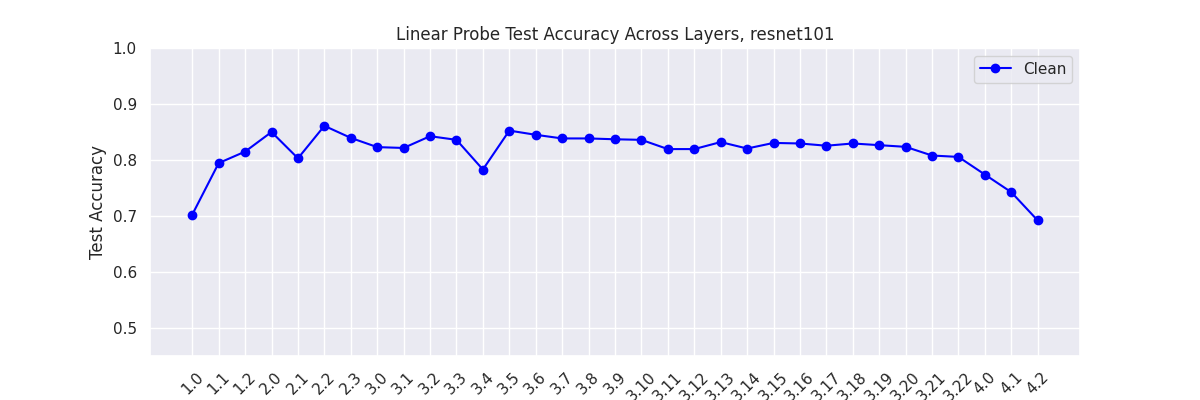 Linear Probe Test Accuracy Across Layers, resnet101
Clean
Test Accuracy
1.0
0.9
0.8
0.7
0.6
0.5
1.0 1.1 1.2 2.0 2.1 2.2 2.3 3.0 3.1 3.2 3.3 3.4 3.5 3.6 3.7 3.8 3.9 3.10 3.11 3.12 3.13 3.14 3.15 3.16 3.17 3.18 3.19 3.20 3.21 3.22 4.0 4.1 4.2